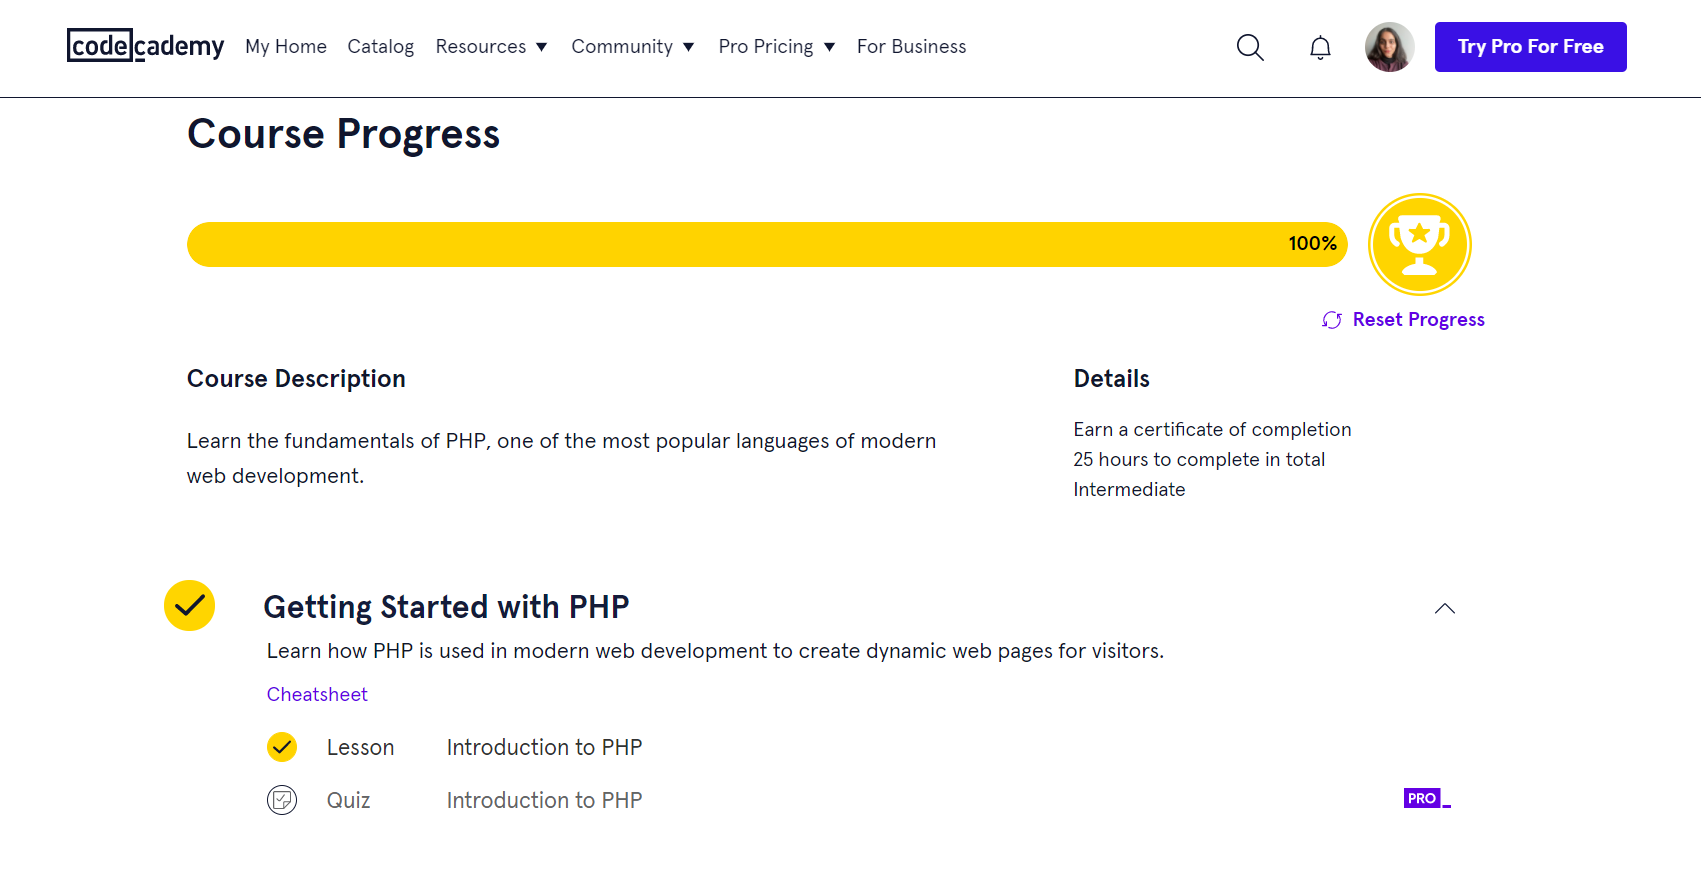 codecademy My Home Catalog Resources Community Pro Pricing For Business Try Pro For Free
Course Progress
100%
Reset Progress
Course Description
Learn the fundamentals of PHP, one of the most popular languages of modern
web development.
Details
Earn a certificate of completion
25 hours to complete in total
Intermediate
Getting Started with PHP
Learn how PHP is used in modern web development to create dynamic web pages for visitors.
Cheatsheet
Lesson Introduction to PHP
Quiz Introduction to PHP PRO_